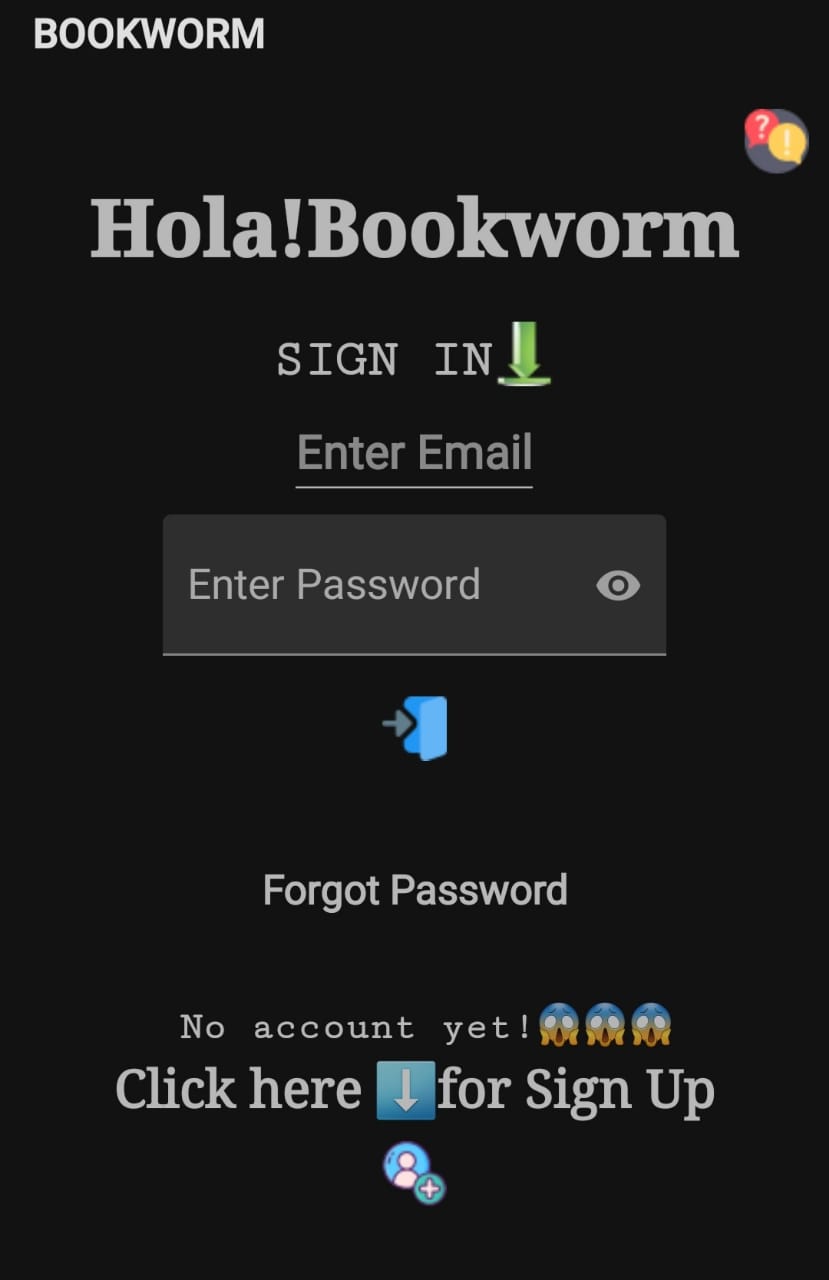 BOOKWORM
Hola!Bookworm
SIGN IN
Enter Email
Enter Password
Forgot Password
No account yet!😱😱😱
Click here ⬇️for Sign Up